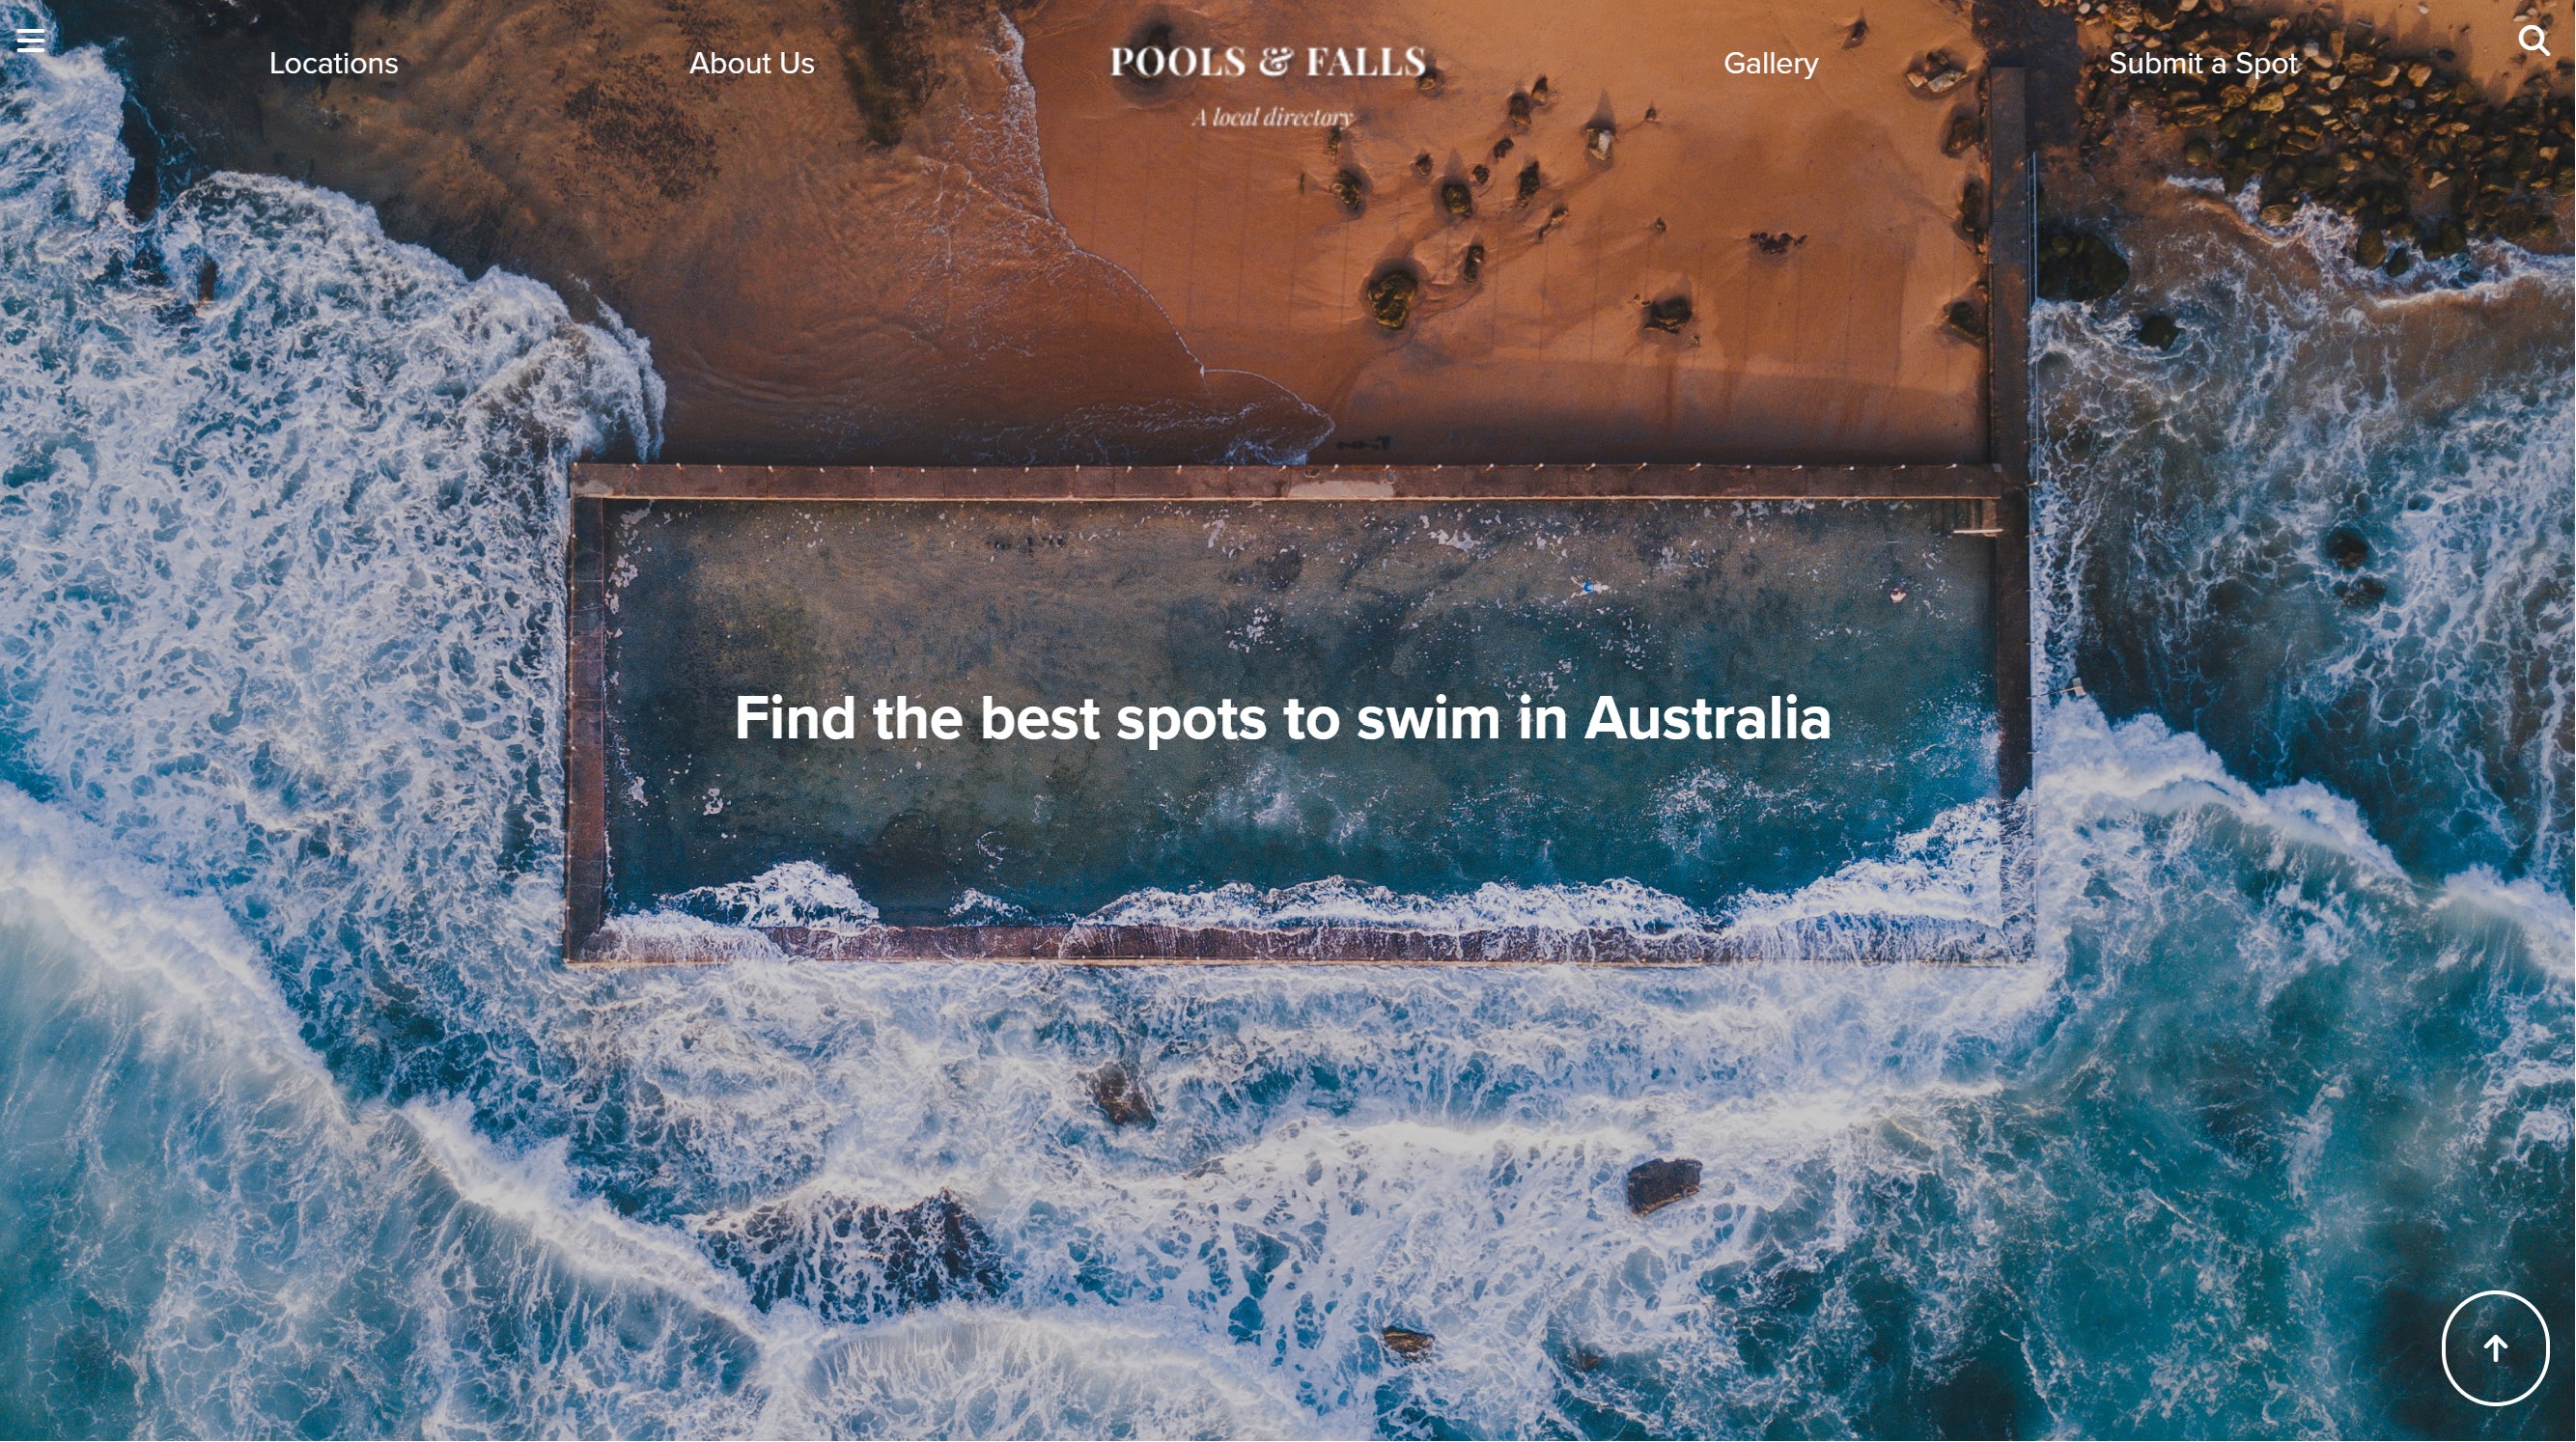 Locations
About Us
POOLS & FALLS
A local directory
Gallery
Submit a Spot
Find the best spots to swim in Australia